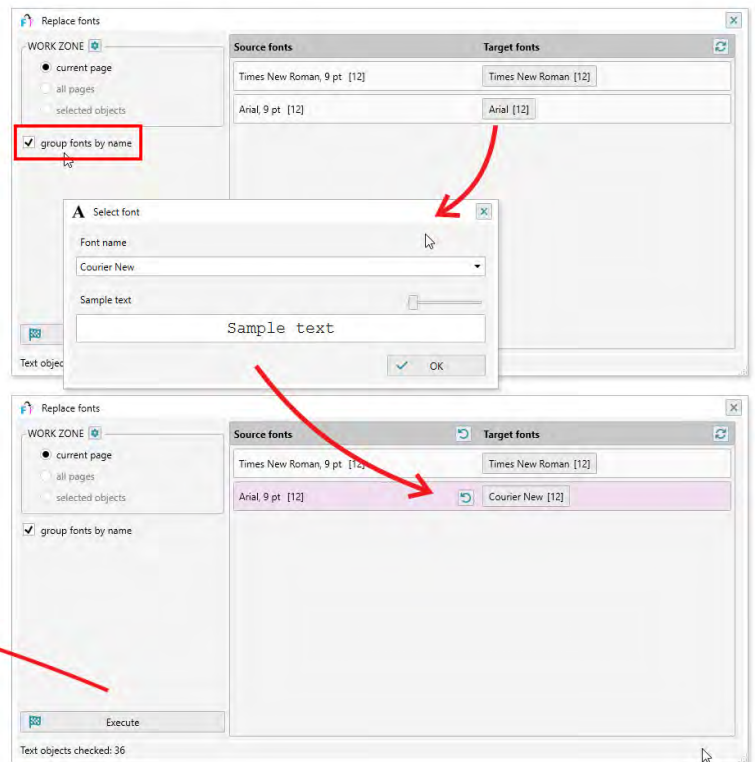 Replace fonts
WORK ZONE
Source fonts Target fonts
current page
Times New Roman, 9 pt [12] Times New Roman [12]
all pages
selected objects
Arial, 9 pt [12] Arial [12]
group fonts by name
A Select font
Font name
Courier New
Sample text
Sample text
OK
Text objec
Replace fonts
WORK ZONE
Source fonts Target fonts
current page
Times New Roman, 9 pt [12] Times New Roman [12]
all pages
selected objects
Arial, 9 pt [12] Courier New [12]
group fonts by name
Execute
Text objects checked: 36